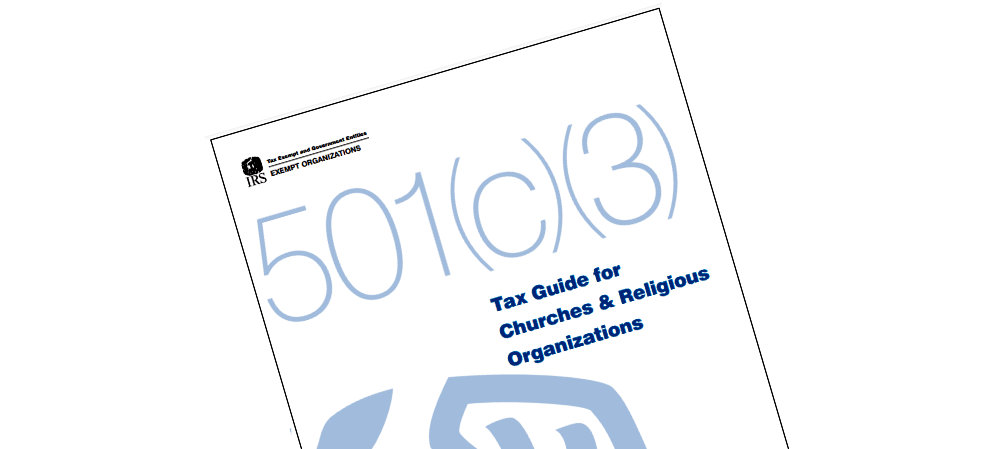 Tax Exempt and Government Entities
EXEMPT ORGANIZATIONS
IRS
501(c)(3)
Tax Guide for
Churches & Religious
Organizations